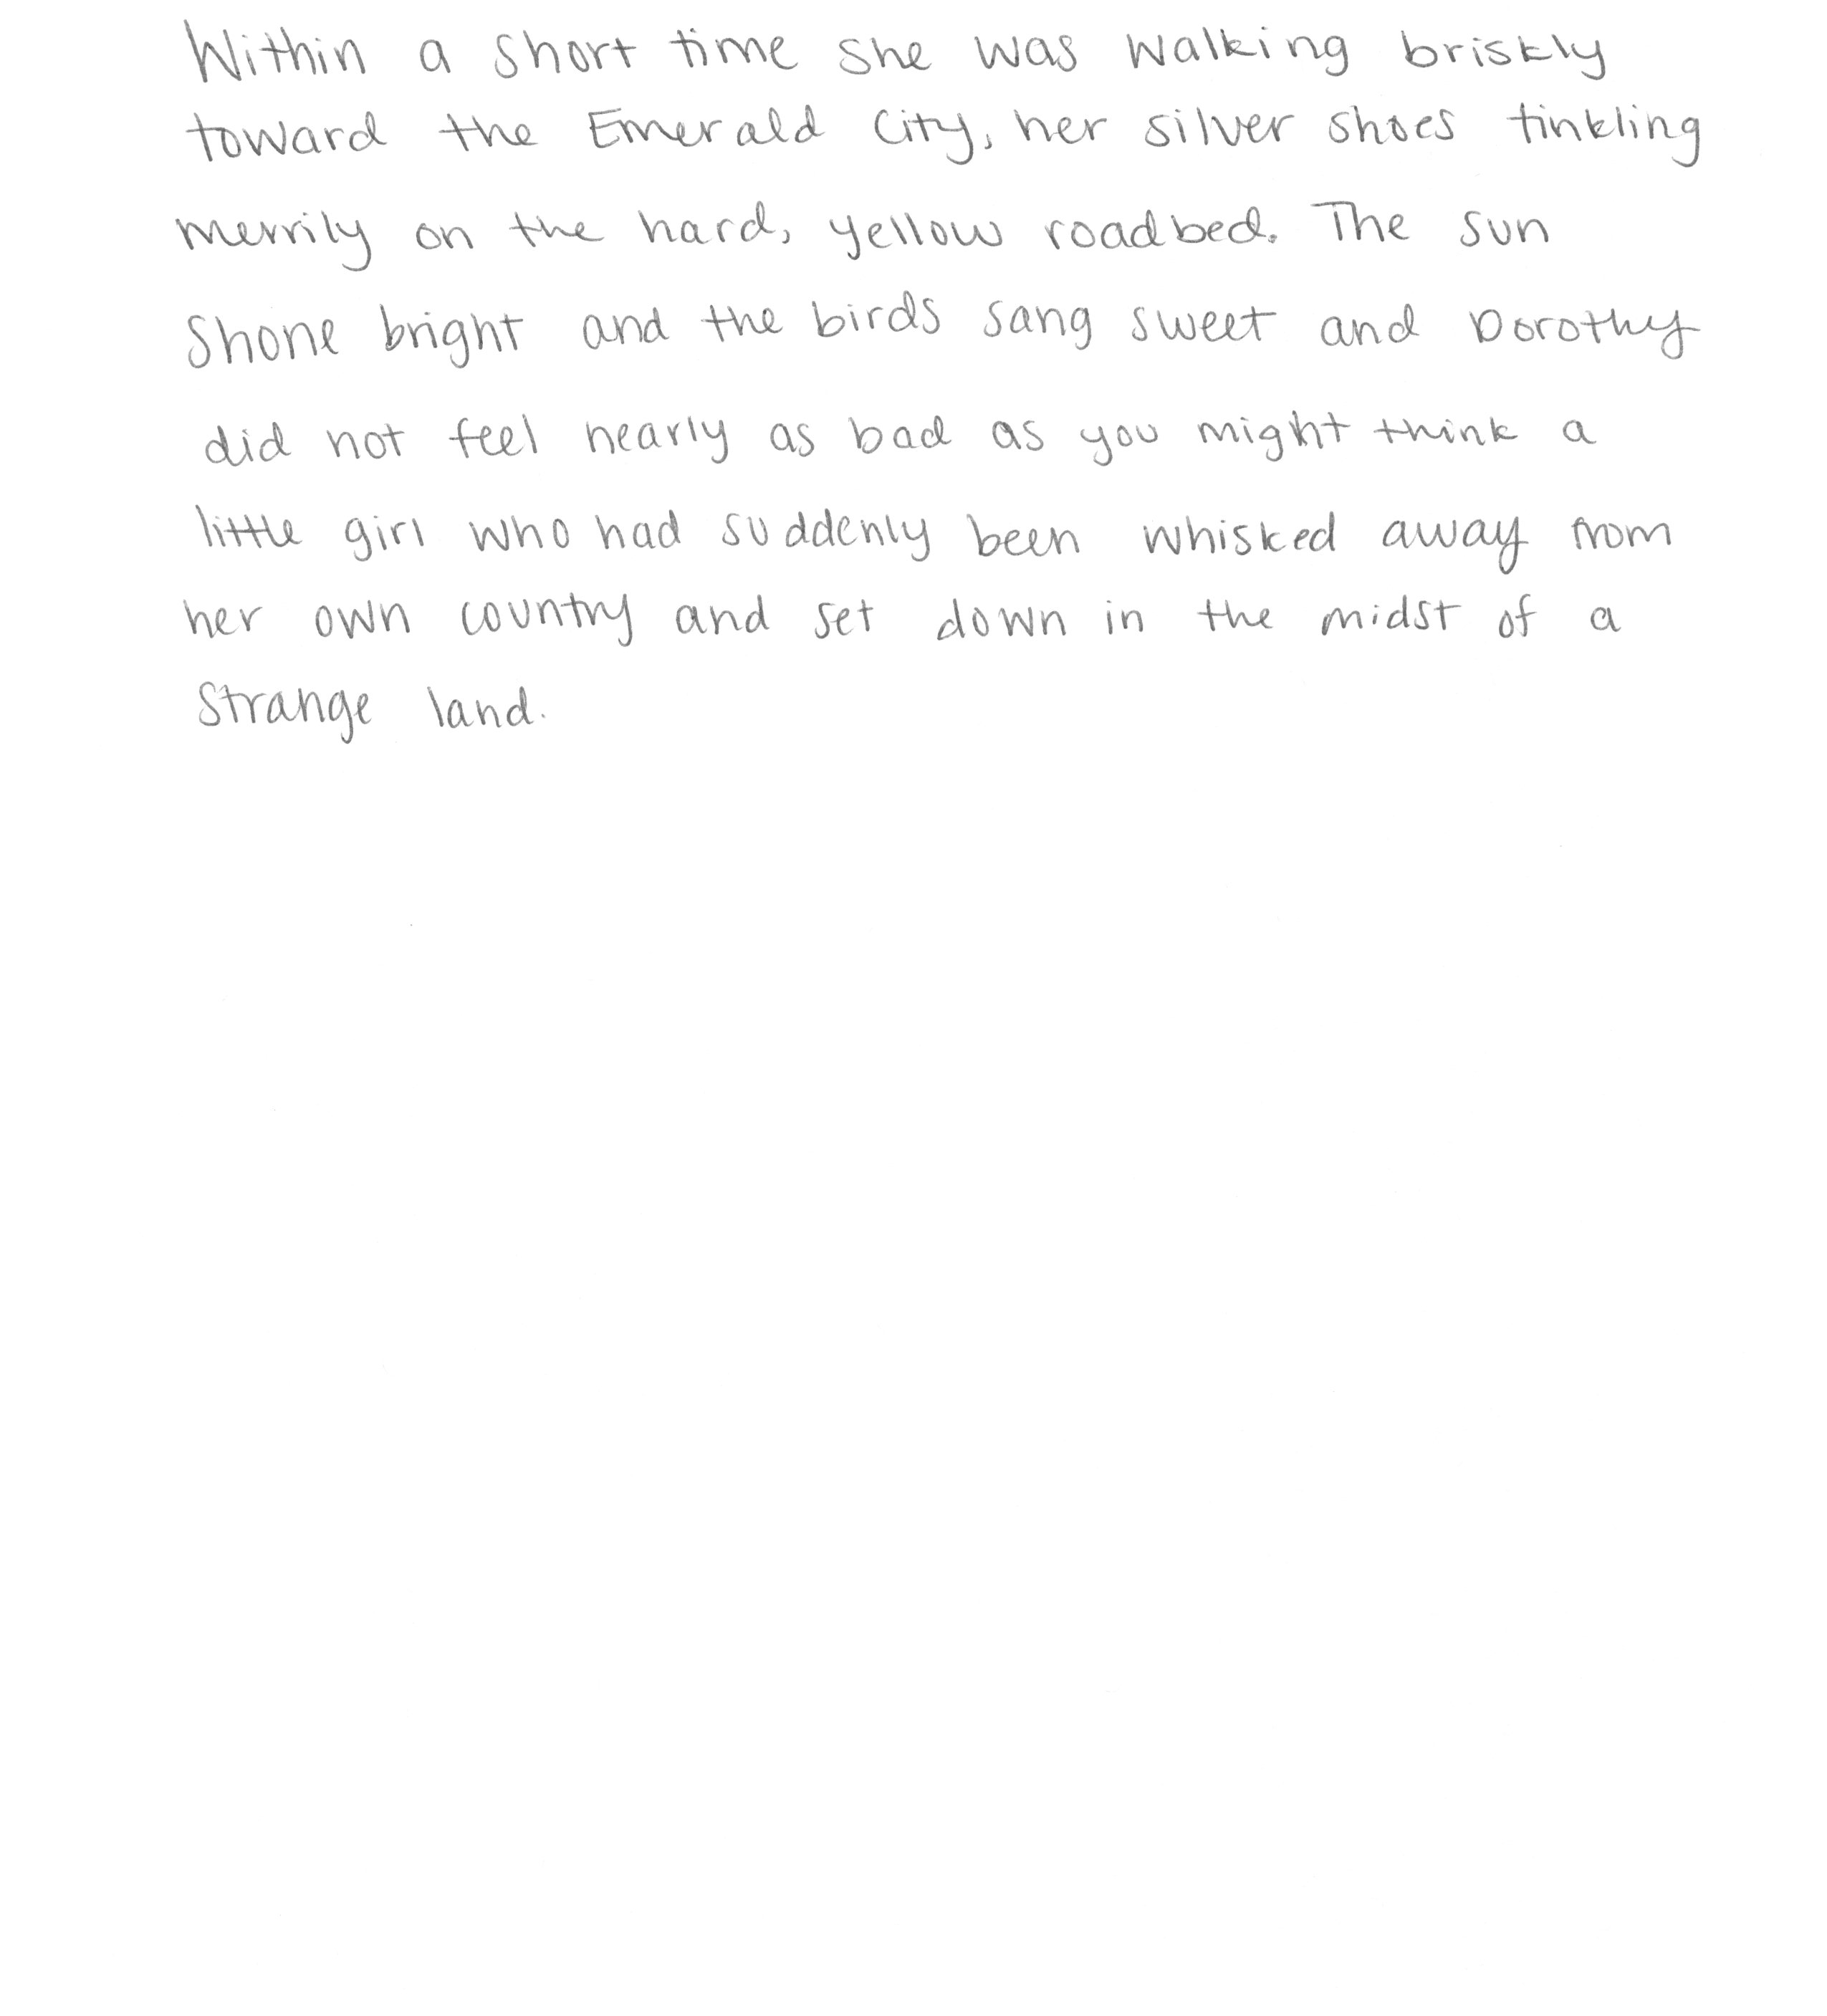 Within a short time she was walking briskly
toward the Emerald City, her silver shoes tinkling
merrily on the hard, yellow roadbed. The sun
shone bright and the birds sang sweet and Dorothy
did not feel nearly as bad as you might think a
little girl who had suddenly been whisked away from
her own country and set down in the midst of a
strange land.